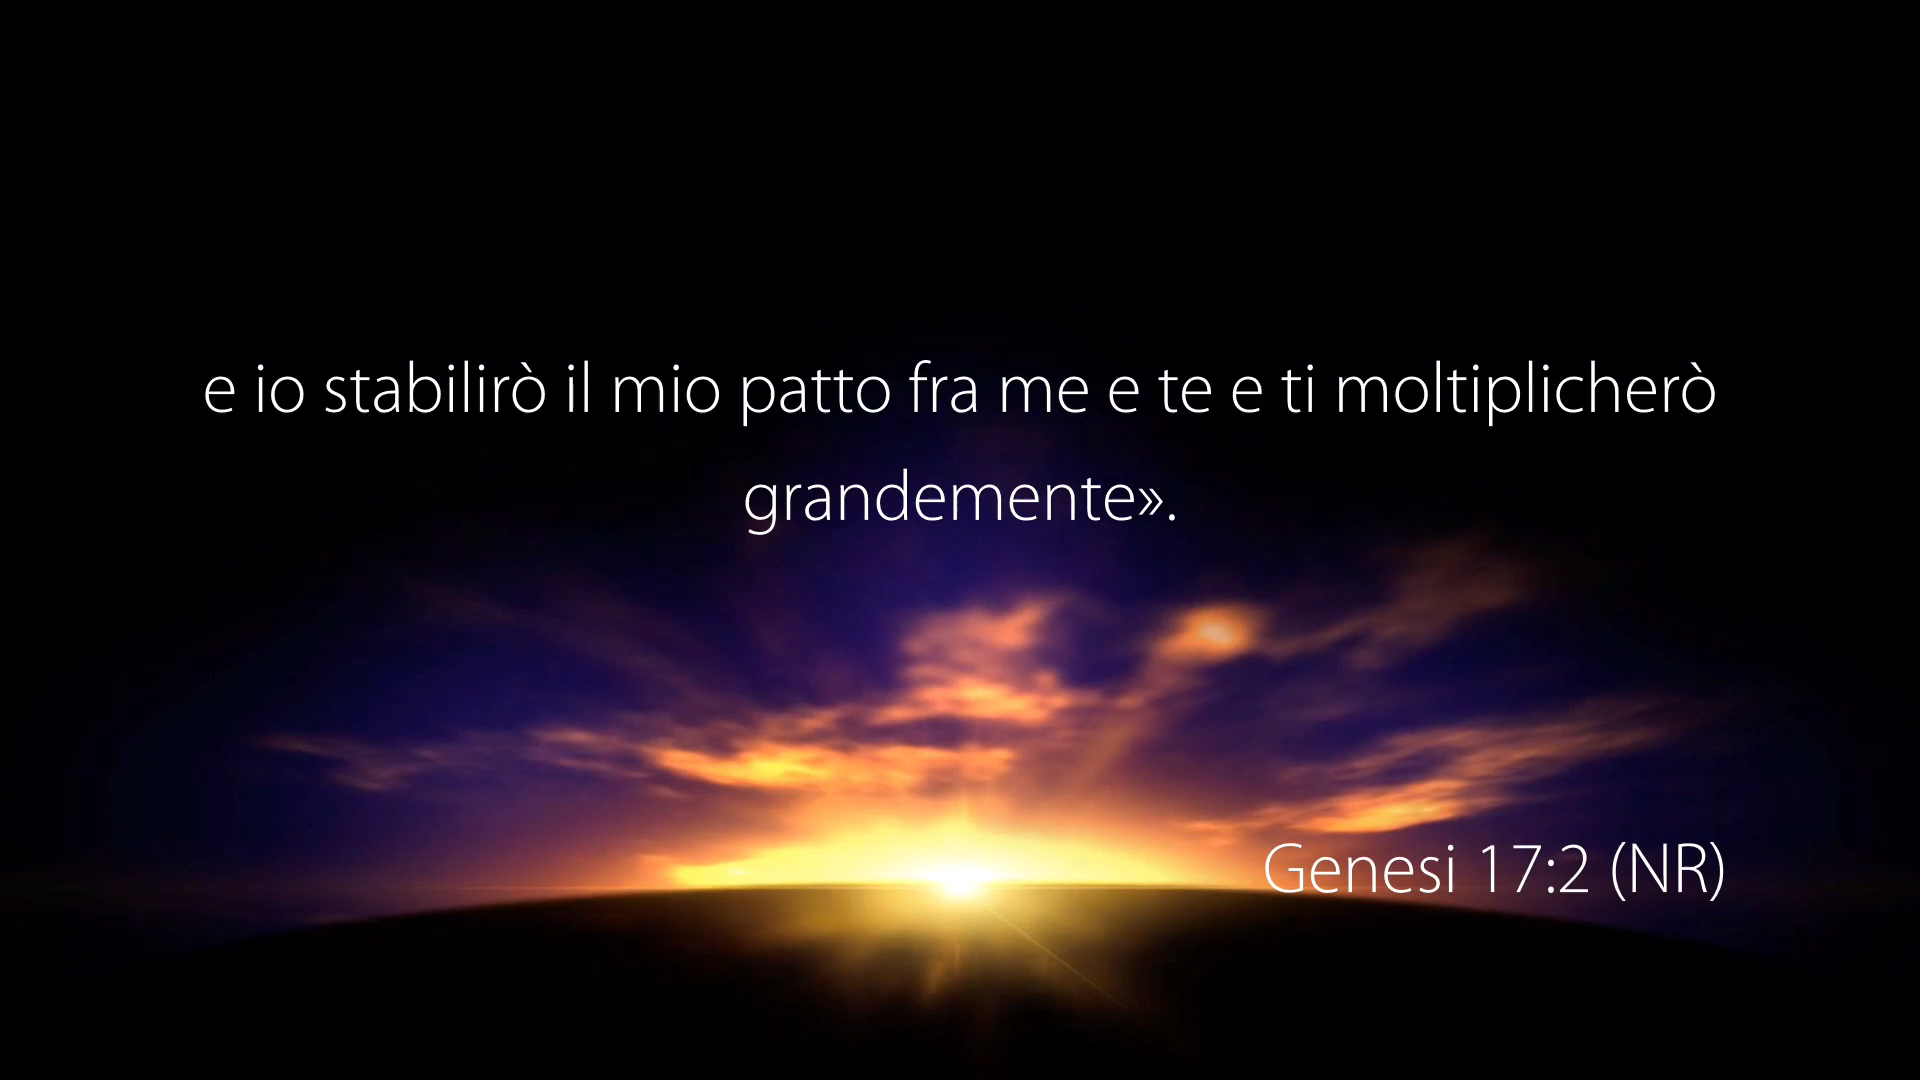 e io stabilirò il mio patto fra me e te e ti moltiplicherò
grandemente».
Genesi 17:2 (NR)